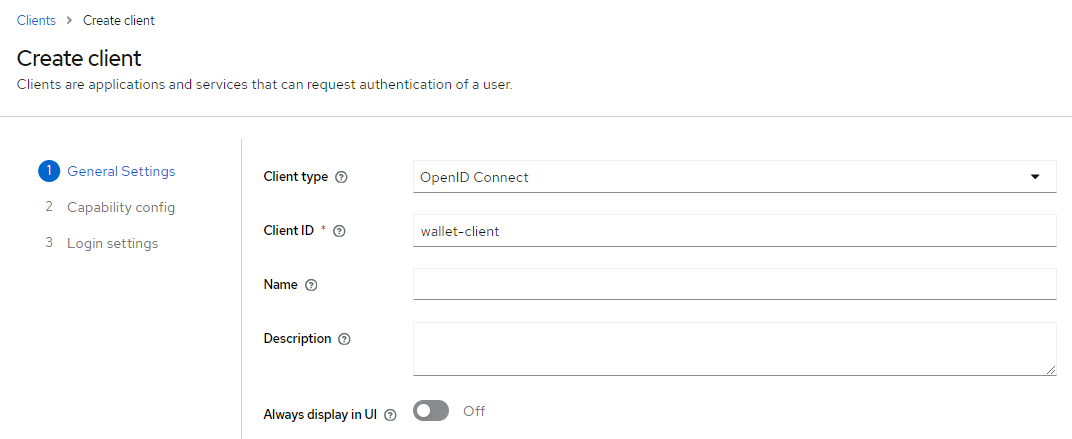 Clients > Create client
Create client
Clients are applications and services that can request authentication of a user.
1 General Settings
2 Capability config
3 Login settings
Client type
OpenID Connect
Client ID *
wallet-client
Name
Description
Always display in UI
Off